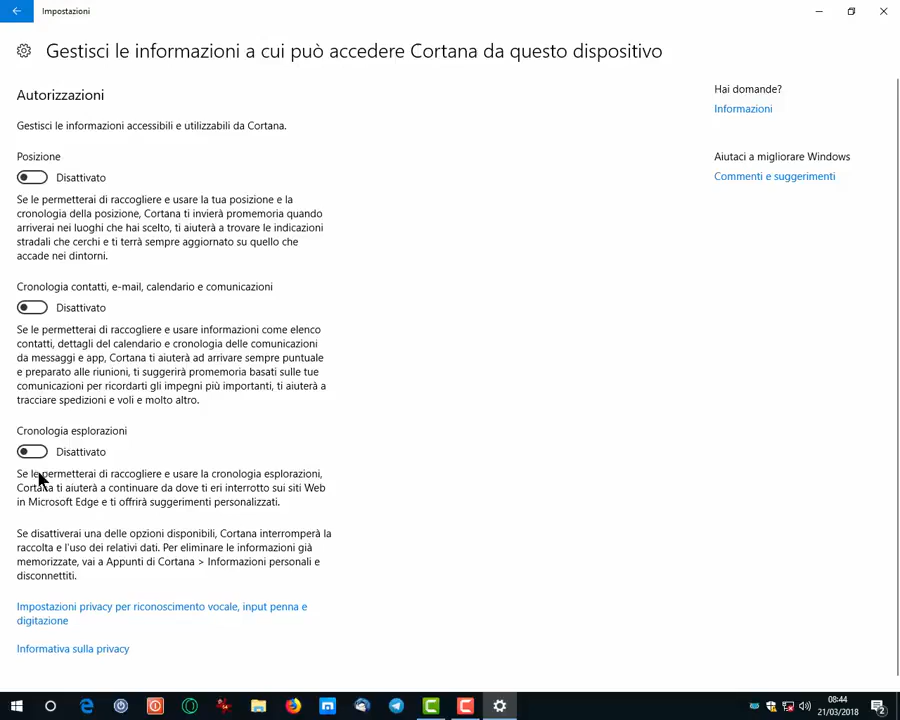 Impostazioni
Gestisci le informazioni a cui può accedere Cortana da questo dispositivo
Autorizzazioni
Gestisci le informazioni accessibili e utilizzabili da Cortana.
Posizione
Disattivato
Se le permetterai di raccogliere e usare la tua posizione e la
cronologia della posizione, Cortana ti invierà promemoria quando
arriverai nei luoghi che hai scelto, ti aiuterà a trovare le indicazioni
stradali che cerchi e ti terrà sempre aggiornato su quello che
accade nei dintorni.
Cronologia contatti, e-mail, calendario e comunicazioni
Disattivato
Se le permetterai di raccogliere e usare informazioni come elenco
contatti, dettagli del calendario e cronologia delle comunicazioni
da messaggi e app, Cortana ti aiuterà ad arrivare sempre puntuale
e preparato alle riunioni, ti suggerirà promemoria basati sulle tue
comunicazioni per ricordarti gli impegni più importanti, ti aiuterà a
tracciare spedizioni e voli e molto altro.
Cronologia esplorazioni
Disattivato
Se le permetterai di raccogliere e usare la cronologia esplorazioni,
Cortana ti aiuterà a continuare da dove ti eri interrotto sui siti Web
in Microsoft Edge e ti offrirà suggerimenti personalizzati.
Se disattiverai una delle opzioni disponibili, Cortana interromperà la
raccolta e l'uso dei relativi dati. Per eliminare le informazioni già
memorizzate, vai a Appunti di Cortana > Informazioni personali e
disconnettiti.
Impostazioni privacy per riconoscimento vocale, input penna e
digitazione
Informativa sulla privacy
Hai domande?
Informazioni
Aiutaci a migliorare Windows
Commenti e suggerimenti
08:44
21/03/2018
2